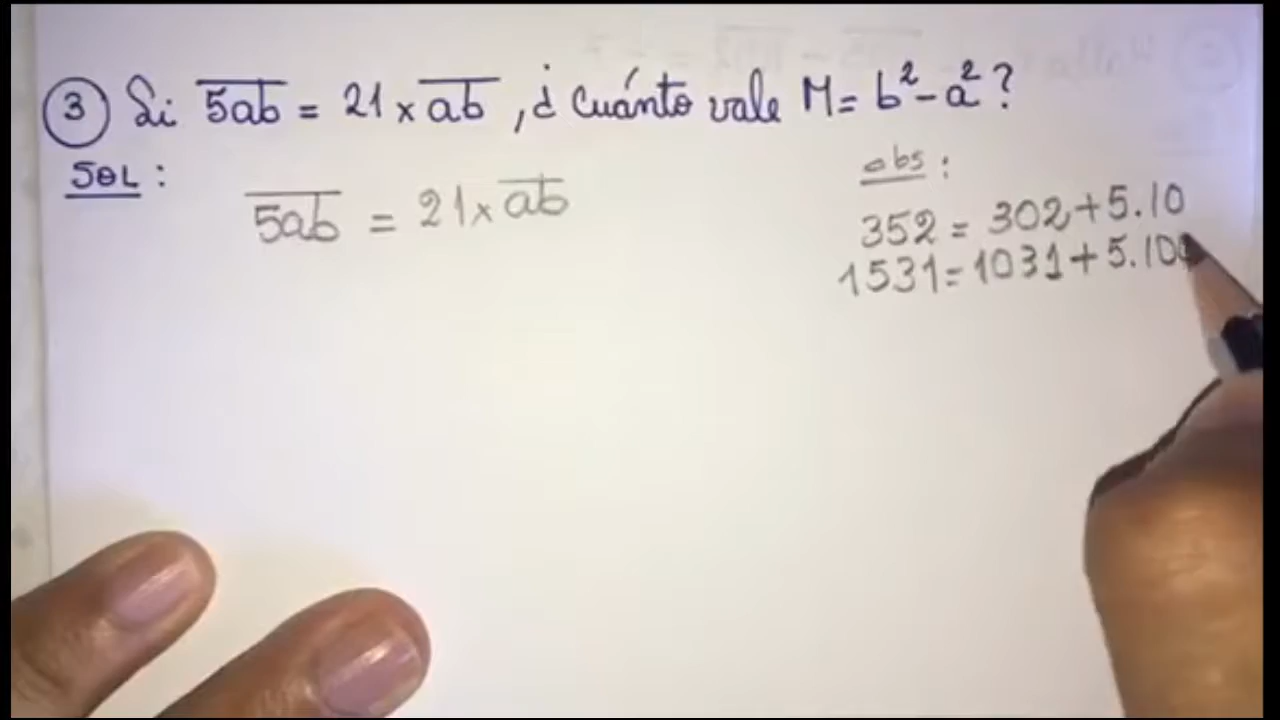 3 Si 5ab = 21 x ab, ¿cuánto vale M = b² - a²?
SOL:
5ab = 21 x ab
obs:
352 = 302 + 5.10
1531 = 1031 + 5.100